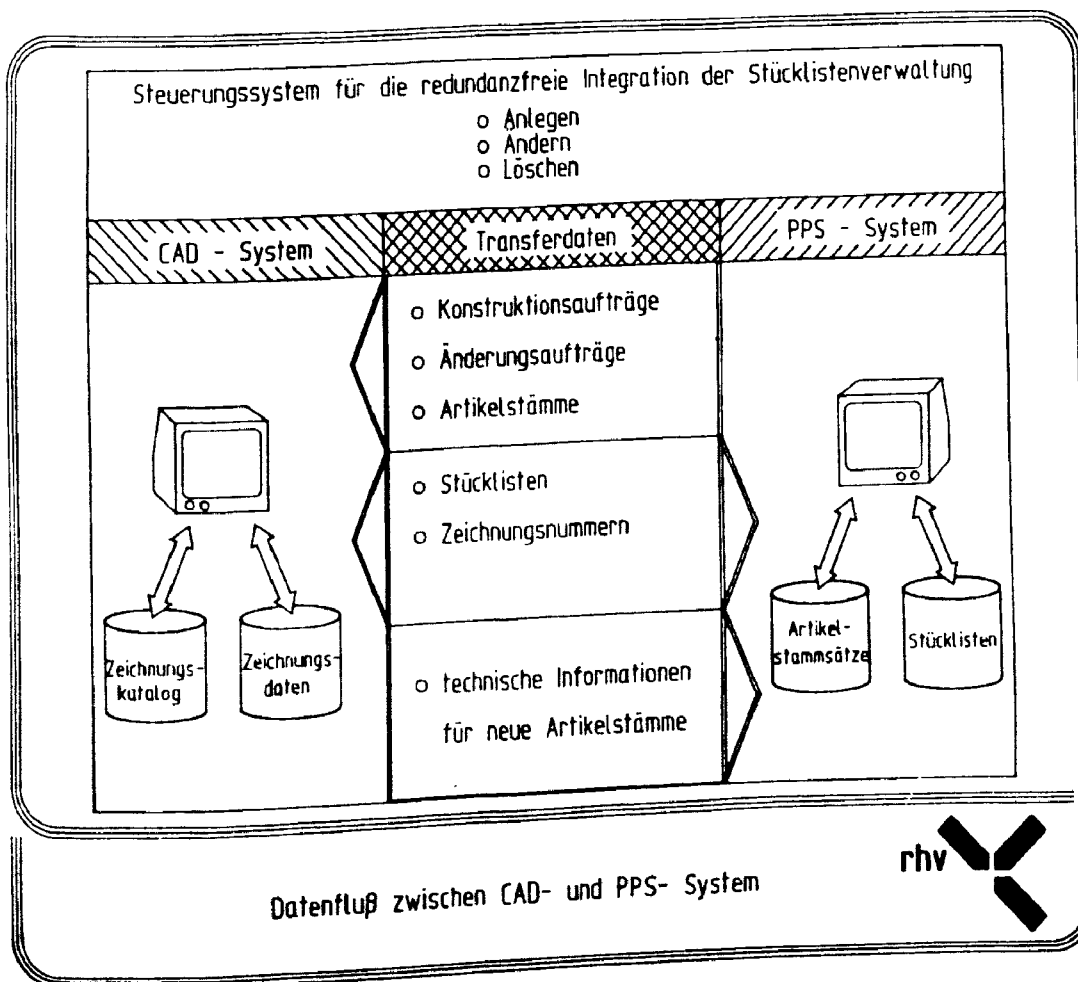 Steuerungssystem für die redundanzfreie Integration der Stücklistenverwaltung
o Anlegen
o Ändern
o Löschen
CAD - System
Transferdaten
PPS - System
o Konstruktionsaufträge
o Änderungsaufträge
o Artikelstämme
o Stücklisten
o Zeichnungsnummern
o technische Informationen
für neue Artikelstämme
Zeichnungs-
katalog
Zeichnungs-
daten
Artikel-
stammsätze
Stücklisten
rhv
Datenfluß zwischen CAD- und PPS- System